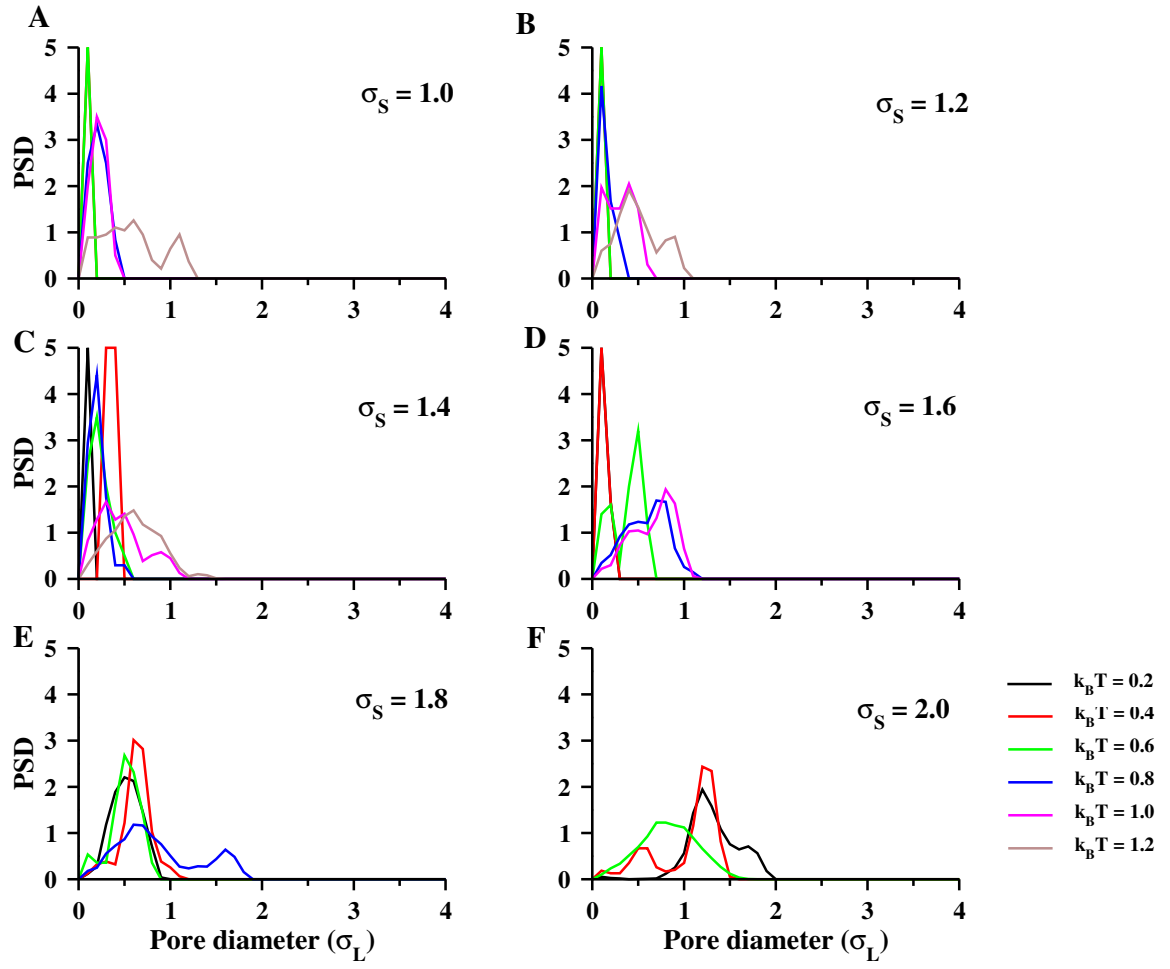 A
5
4
3
2
1
0
PSD
σS = 1.0
0 1 2 3 4
B
5
4
3
2
1
0
σS = 1.2
0 1 2 3 4
C
5
4
3
2
1
0
PSD
σS = 1.4
0 1 2 3 4
D
5
4
3
2
1
0
σS = 1.6
0 1 2 3 4
E
5
4
3
2
1
0
PSD
σS = 1.8
0 1 2 3 4
Pore diameter (σL)
F
5
4
3
2
1
0
σS = 2.0
0 1 2 3 4
Pore diameter (σL)
kBT = 0.2
kBT = 0.4
kBT = 0.6
kBT = 0.8
kBT = 1.0
kBT = 1.2